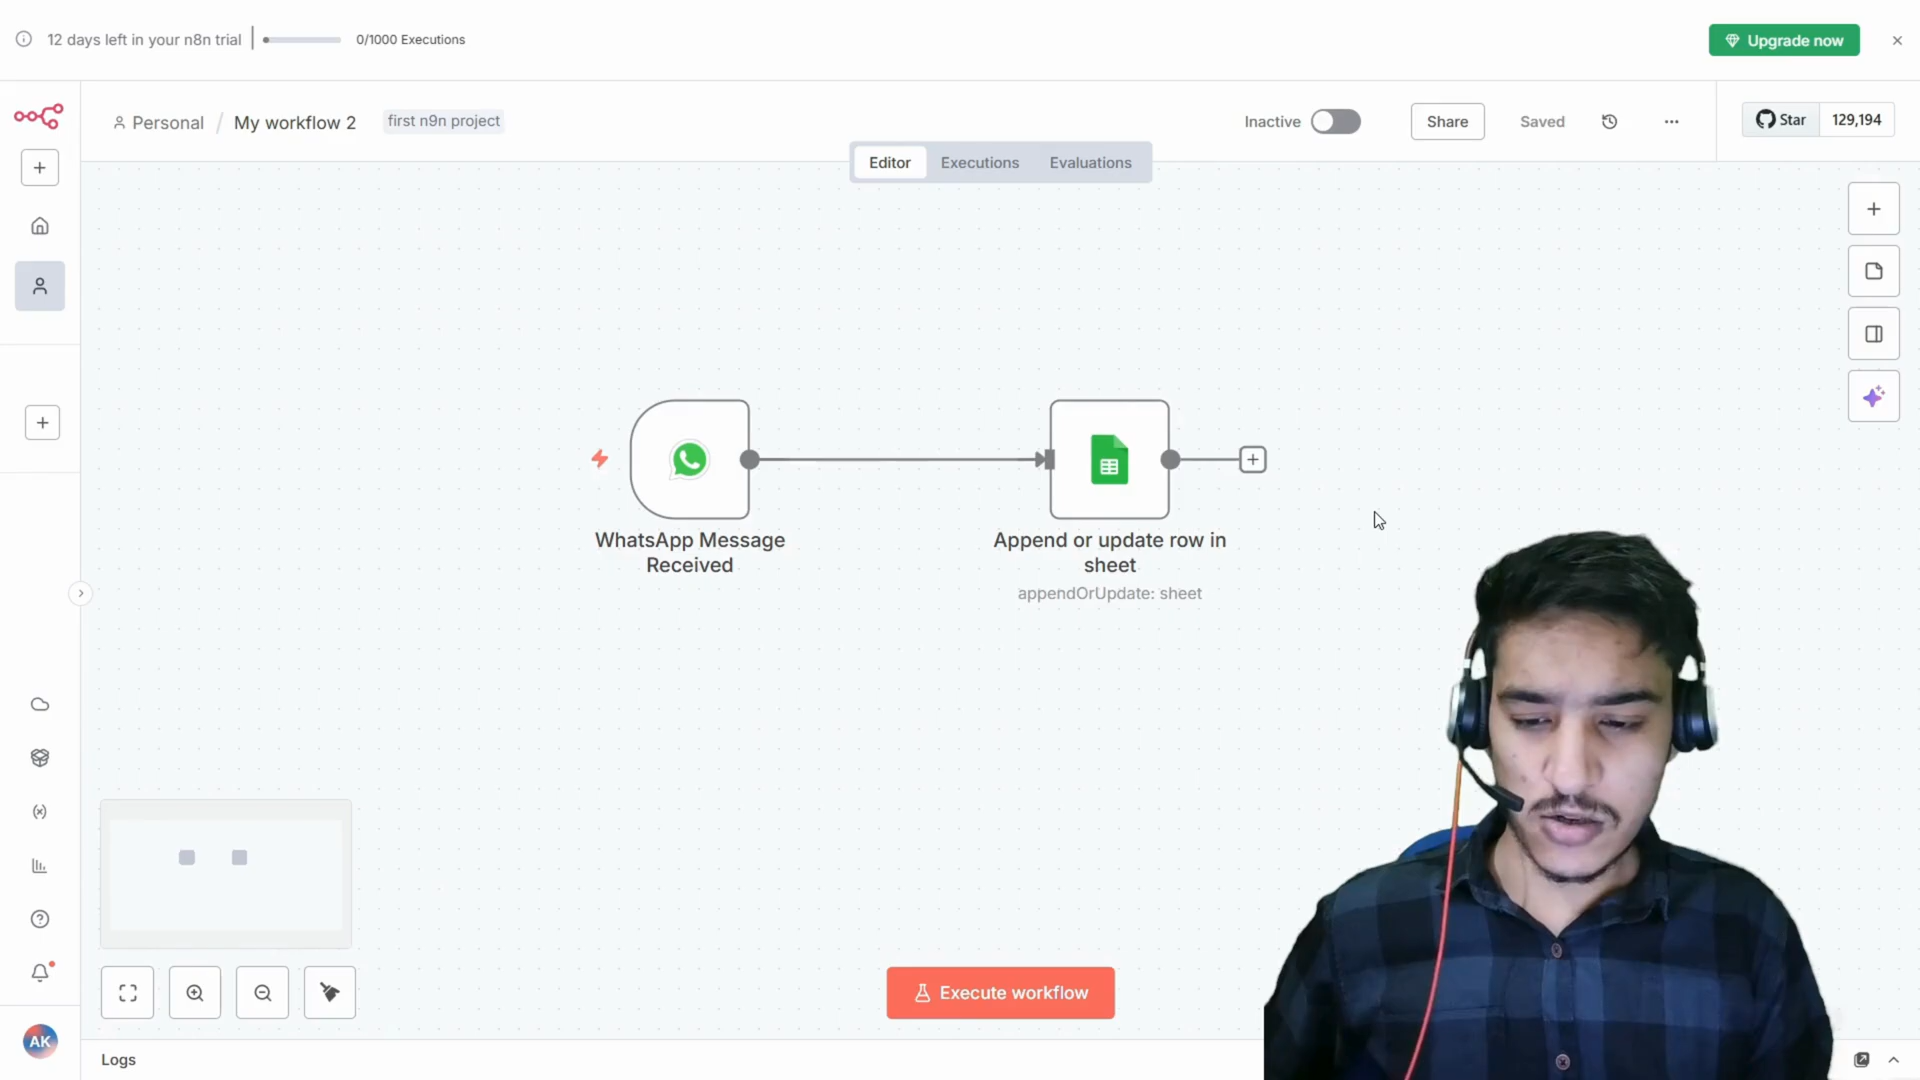 12 days left in your n8n trial
0/1000 Executions
Upgrade now
Personal / My workflow 2
first n9n project
Inactive
Share
Saved
Star
129,194
Editor
Executions
Evaluations
WhatsApp Message
Received
Append or update row in
sheet
appendOrUpdate: sheet
Execute workflow
AK
Logs